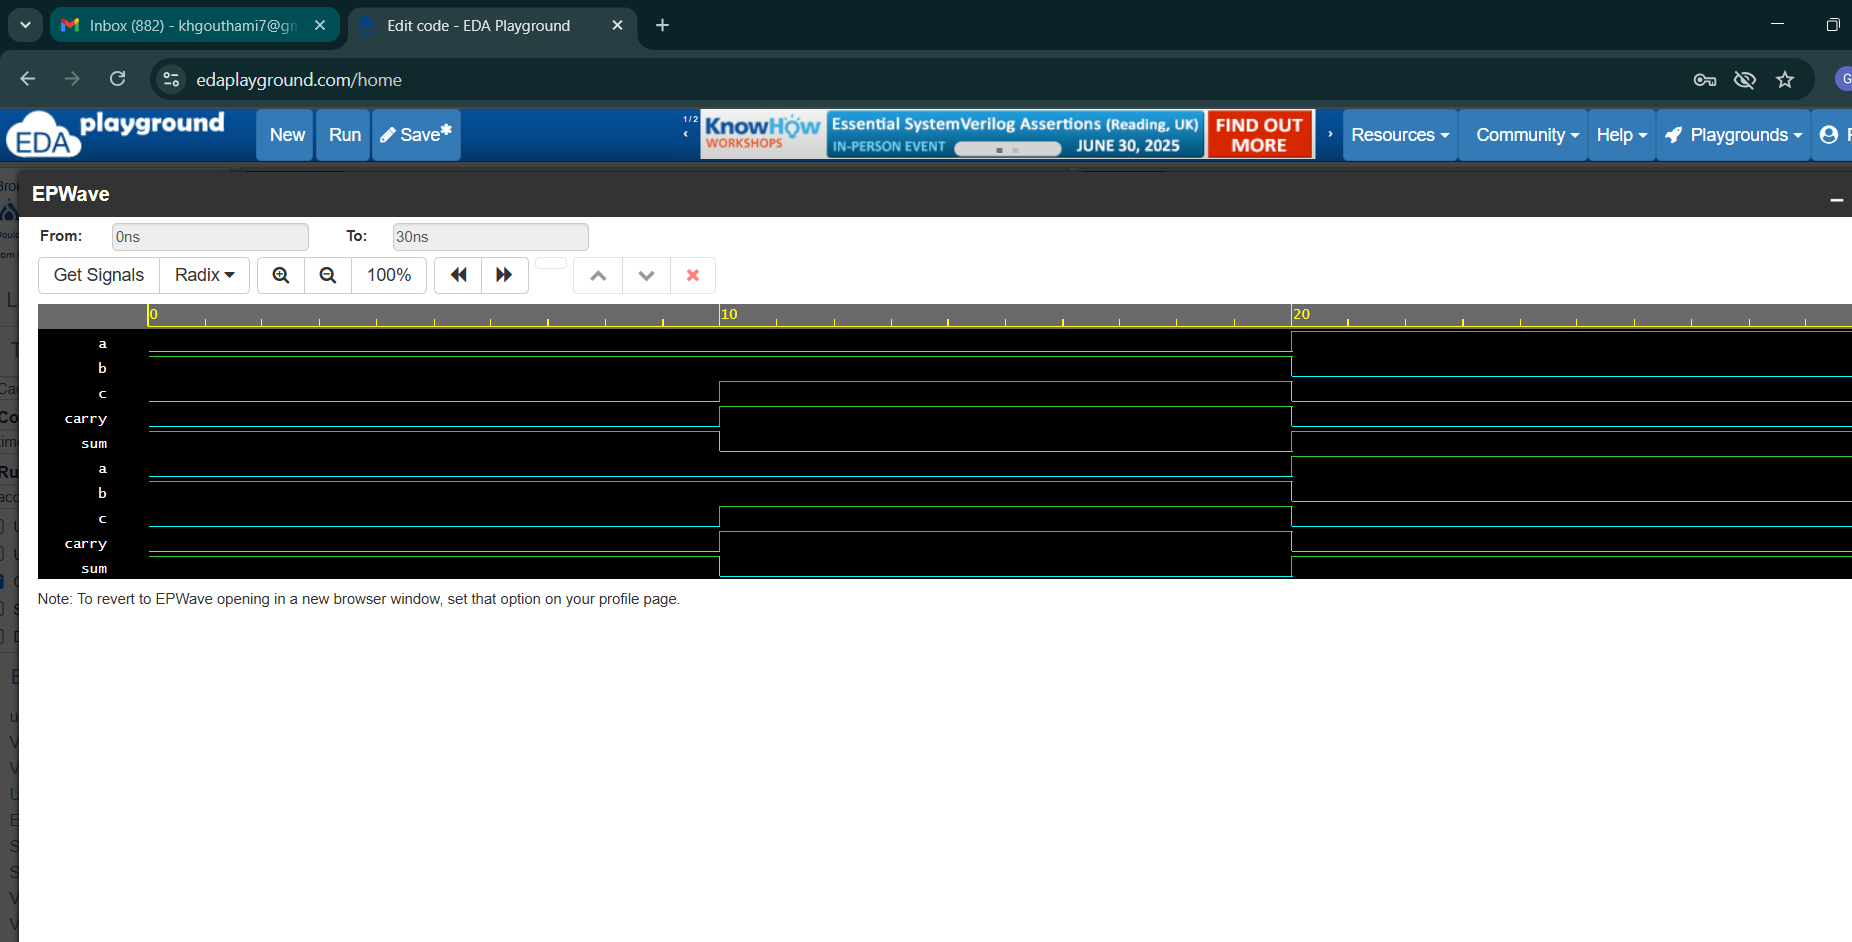 Inbox (882) - khgouthami7@gm
Edit code - EDA Playground
edaplayground.com/home
G
EDA playground
New
Run
Save*
1/2
KnowHow
WORKSHOPS
Essential SystemVerilog Assertions (Reading, UK)
IN-PERSON EVENT
JUNE 30, 2025
FIND OUT
MORE
Resources
Community
Help
Playgrounds
EPWave
From:
0ns
To:
30ns
Get Signals
Radix
100%
0
10
20
a
b
c
carry
sum
a
b
c
carry
sum
Note: To revert to EPWave opening in a new browser window, set that option on your profile page.